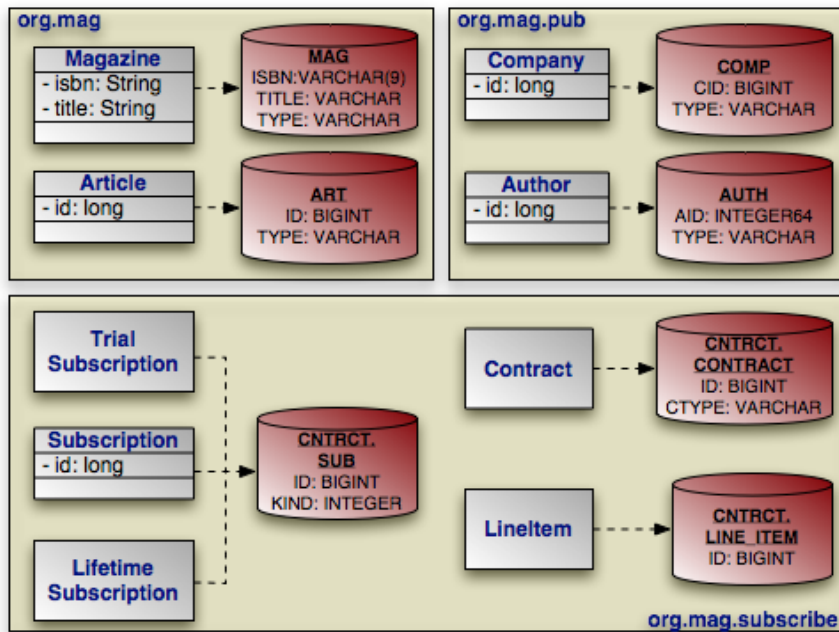 org.mag
Magazine
- isbn: String
- title: String
MAG
ISBN:VARCHAR(9)
TITLE: VARCHAR
TYPE: VARCHAR
Article
- id: long
ART
ID: BIGINT
TYPE: VARCHAR
org.mag.pub
Company
- id: long
COMP
CID: BIGINT
TYPE: VARCHAR
Author
- id: long
AUTH
AID: INTEGER64
TYPE: VARCHAR
Trial
Subscription
Subscription
- id: long
Lifetime
Subscription
CNTRCT.
SUB
ID: BIGINT
KIND: INTEGER
Contract
CNTRCT.
CONTRACT
ID: BIGINT
CTYPE: VARCHAR
LineItem
CNTRCT.
LINE_ITEM
ID: BIGINT
org.mag.subscribe